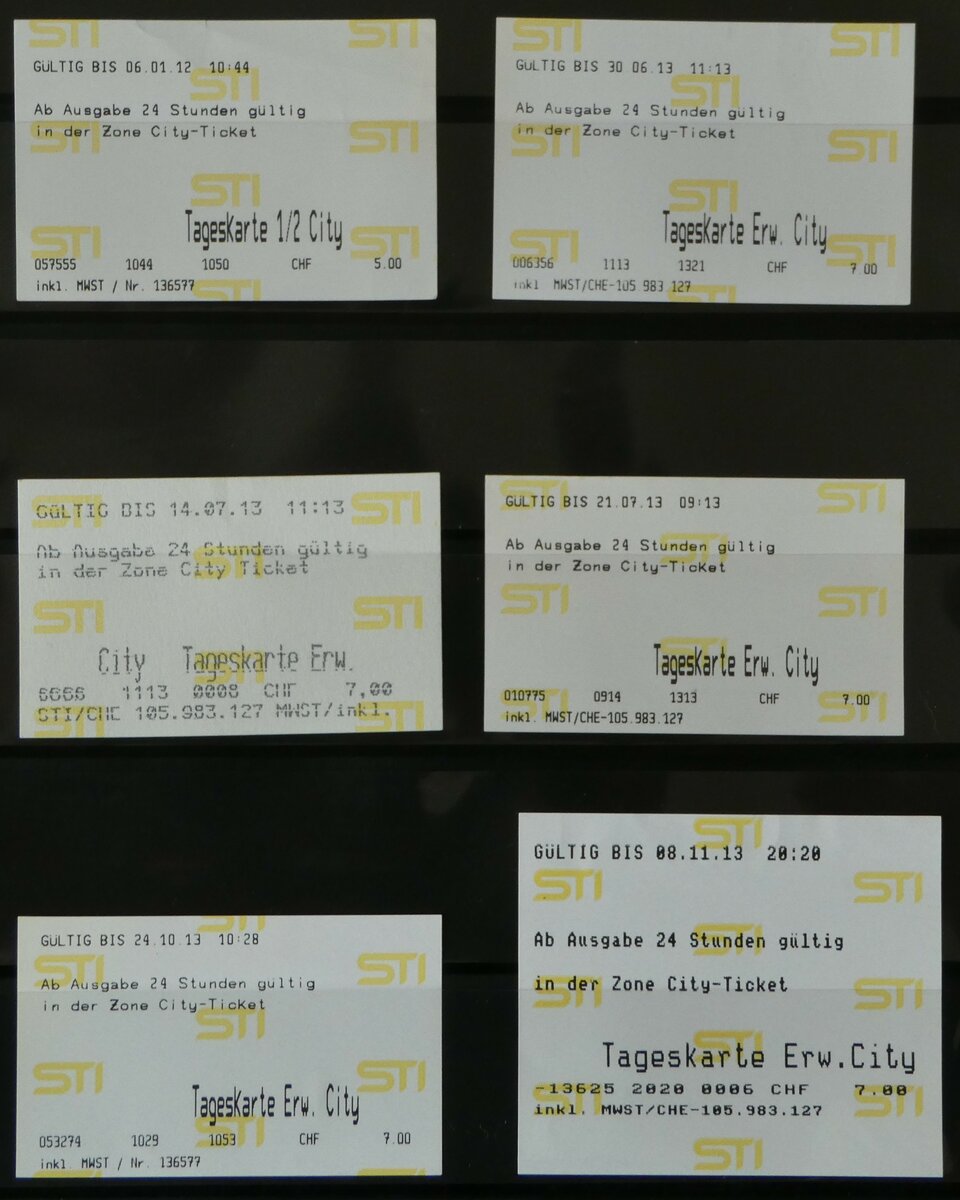 GÜLTIG BIS 06.01.12 10:44
Ab Ausgabe 24 Stunden gültig
in der Zone City-Ticket
Tageskarte 1/2 City
057555 1044 1050 CHF 5.00
inkl. MWST / Nr. 136577
GÜLTIG BIS 30.06.13 11:13
Ab Ausgabe 24 Stunden gültig
in der Zone City-Ticket
Tageskarte Erw. City
006356 1113 1321 CHF 7.00
inkl MWST/CHE-105 983.127
GÜLTIG BIS 14.07.13 11:13
Ab Ausgabe 24 Stunden gültig
in der Zone City Ticket
City Tageskarte Erw.
6666 1113 0008 CHF 7,00
STI/CHE 105.983.127 MWST/inkl.
GÜLTIG BIS 21.07.13 09:13
Ab Ausgabe 24 Stunden gültig
in der Zone City-Ticket
Tageskarte Erw. City
010775 0914 1313 CHF 7.00
inkl. MWST/CHE-105.983.127
GÜLTIG BIS 24.10.13 10:28
Ab Ausgabe 24 Stunden gültig
in der Zone City-Ticket
Tageskarte Erw. City
053274 1029 1053 CHF 7.00
inkl. MWST / Nr. 136577
GÜLTIG BIS 08.11.13 20:20
Ab Ausgabe 24 Stunden gültig
in der Zone City-Ticket
Tageskarte Erw.City
-13625 2020 0006 CHF 7.00
inkl. MWST/CHE-105.983.127
STI